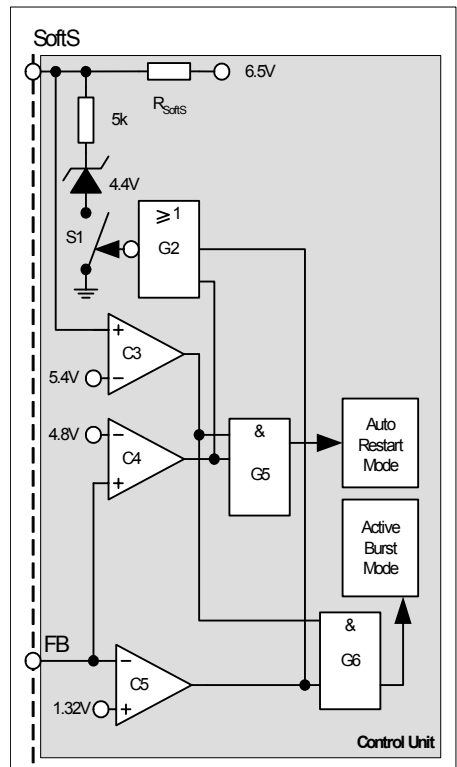 SoftS
6.5V
R_SoftS
5k
4.4V
S1
≥1
G2
+
C3
5.4V
−
4.8V
−
C4
+
&
G5
Auto
Restart
Mode
Active
Burst
Mode
FB
−
C5
1.32V
+
&
G6
Control Unit